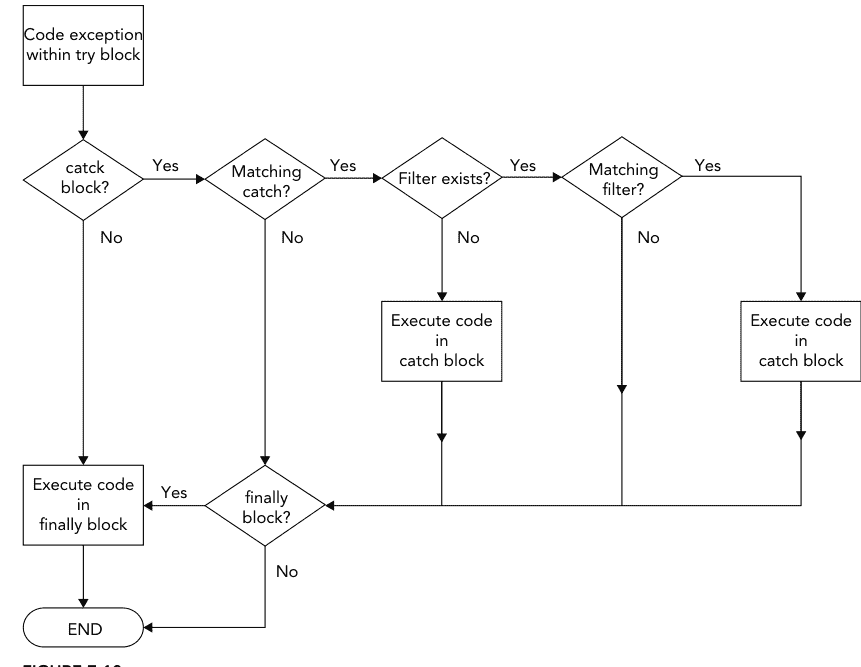 Code exception
within try block
catck
block?
Yes
Matching
catch?
Yes
Filter exists?
Yes
Matching
filter?
Yes
No
No
No
No
Execute code
in
catch block
Execute code
in
catch block
Execute code
in
finally block
Yes
finally
block?
No
END